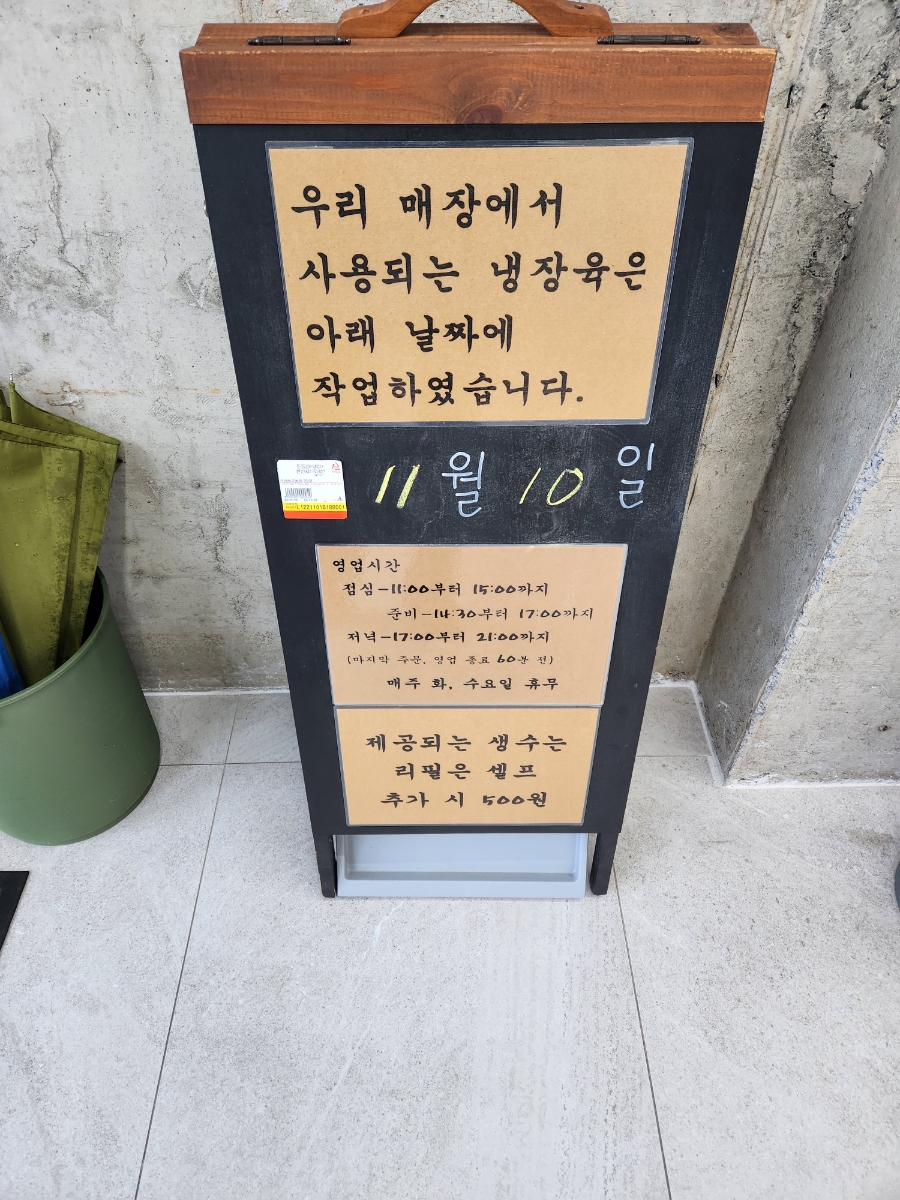 우리 매장에서
사용되는 냉장육은
아래 날짜에
작업하였습니다.
11월 10일
영업시간
점심-11:00부터 15:00까지
준비-14:30부터 17:00까지
저녁-17:00부터 21:00까지
(마지막 주문, 영업 종료 60분 전)
매주 화, 수요일 휴무
제공되는 생수는
리필은 셀프
추가 시 500원